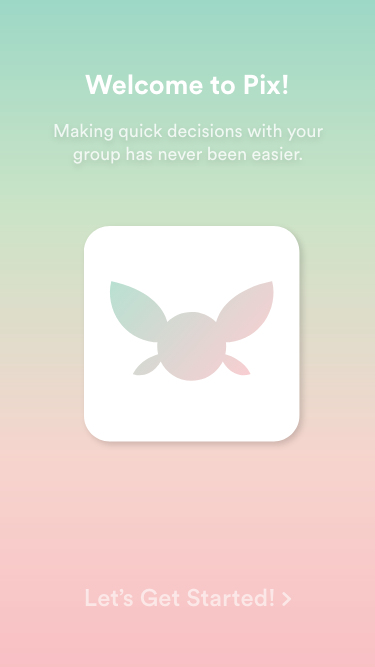 Welcome to Pix!
Making quick decisions with your
group has never been easier.
Let’s Get Started! >